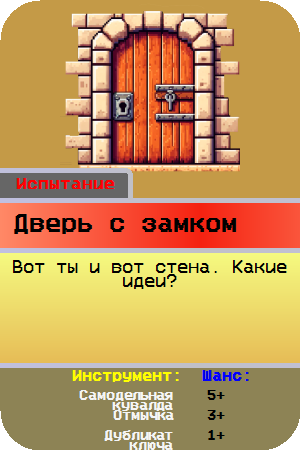 Испытание
Дверь с замком
Вот ты и вот стена. Какие
идеи?
Инструмент: Шанс:
Самодельная
кувалда 5+
Отмычка 3+
Дубликат
ключа 1+